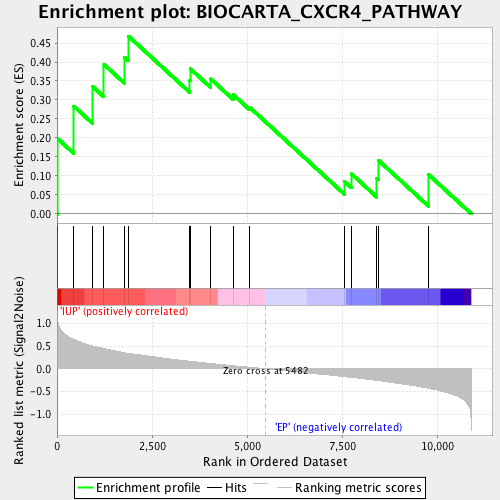 Enrichment plot: BIOCARTA_CXCR4_PATHWAY
Enrichment score (ES)
0.45
0.40
0.35
0.30
0.25
0.20
0.15
0.10
0.05
0.00
'IUP' (positively correlated)
Ranked list metric (Signal2Noise)
1.0
0.5
0.0
-0.5
-1.0
Zero cross at 5482
'EP' (negatively correlated)
0 2,500 5,000 7,500 10,000
Rank in Ordered Dataset
Enrichment profile Hits Ranking metric scores